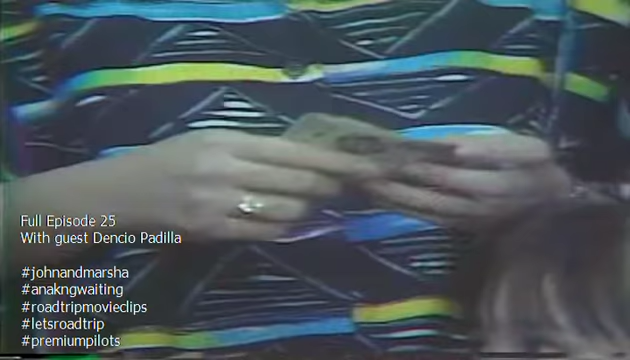 Full Episode 25
With guest Dencio Padilla
#johnandmarsha
#anakngwaiting
#roadtripmovieclips
#letsroadtrip
#premiumpilots